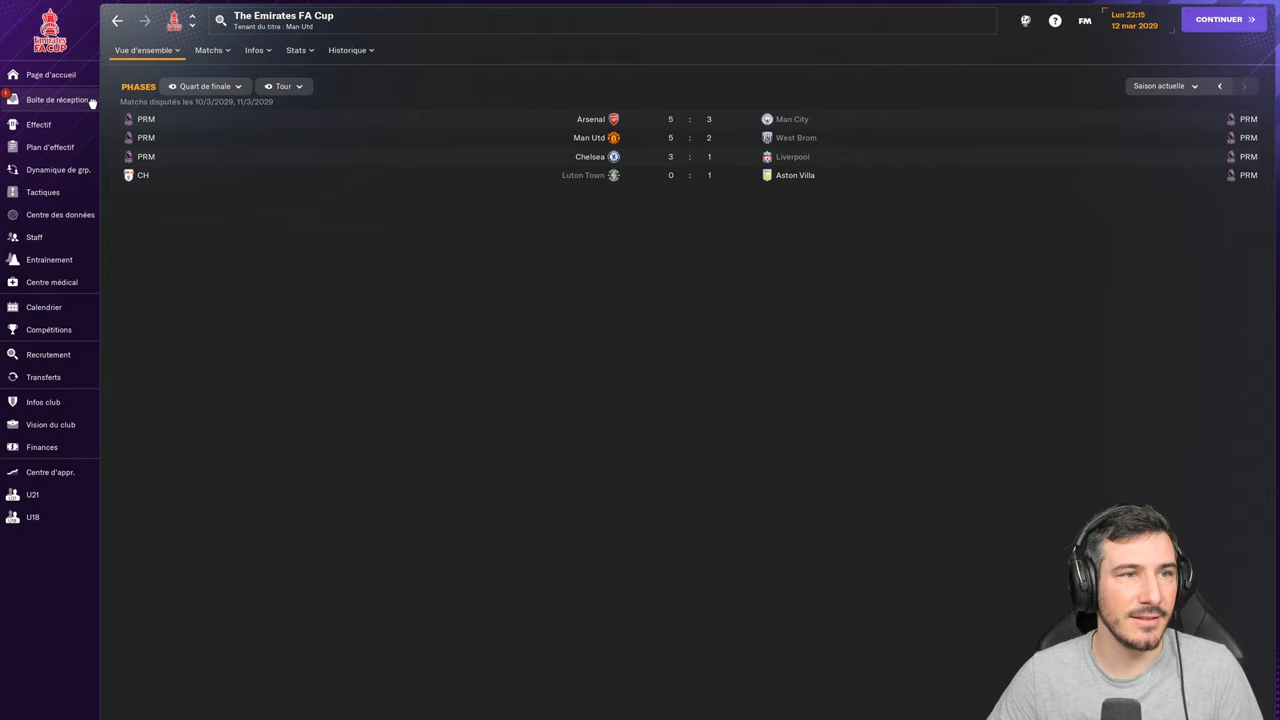 The Emirates FA Cup
Tenant du titre : Man Utd
FM
Lun 22:15
12 mar 2029
CONTINUER
Emirates
FA CUP
Vue d'ensemble
Matchs
Infos
Stats
Historique
1
Page d'accueil
Boîte de réception
Effectif
Plan d'effectif
Dynamique de grp.
Tactiques
Centre des données
Staff
Entraînement
Centre médical
Calendrier
Compétitions
Recrutement
Transferts
Infos club
Vision du club
Finances
Centre d'appr.
U21
U18
PHASES
Quart de finale
Tour
Saison actuelle
Matchs disputés les 10/3/2029, 11/3/2029
PRM Arsenal 5 : 3 Man City PRM
PRM Man Utd 5 : 2 West Brom PRM
PRM Chelsea 3 : 1 Liverpool PRM
CH Luton Town 0 : 1 Aston Villa PRM